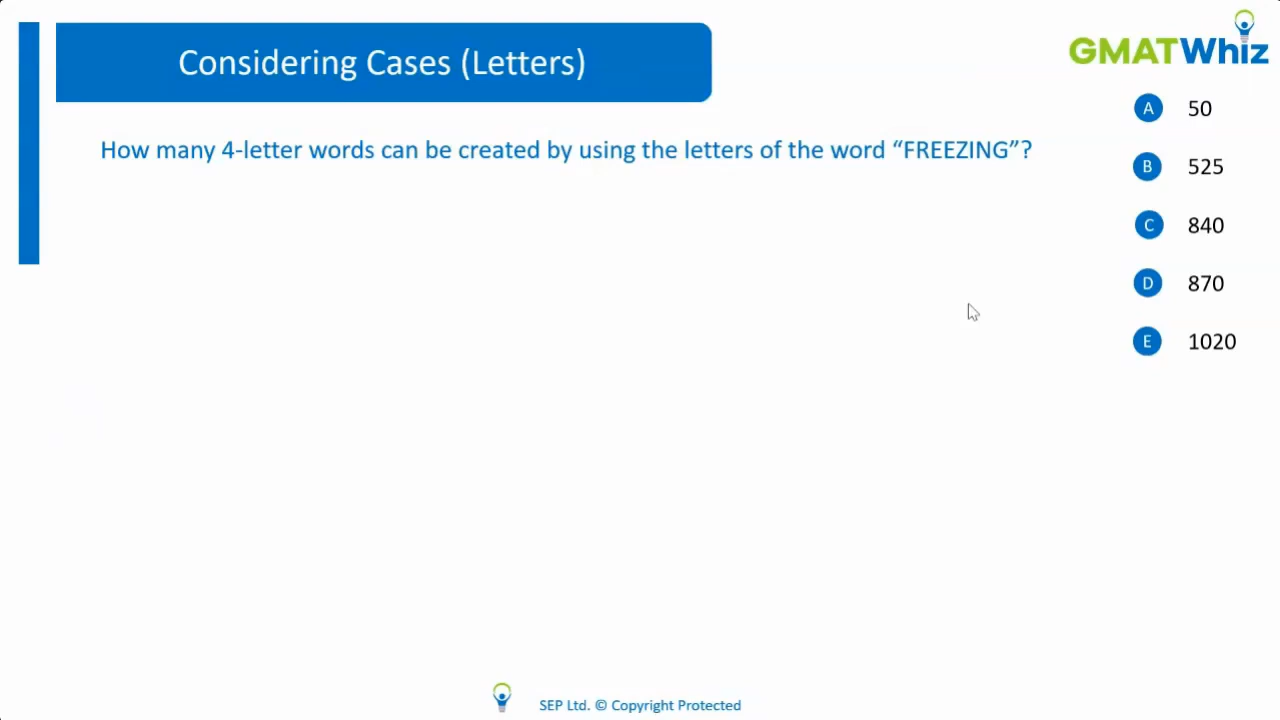 Considering Cases (Letters)
GMATWhiz
How many 4-letter words can be created by using the letters of the word “FREEZING”?
A 50
B 525
C 840
D 870
E 1020
SEP Ltd. © Copyright Protected